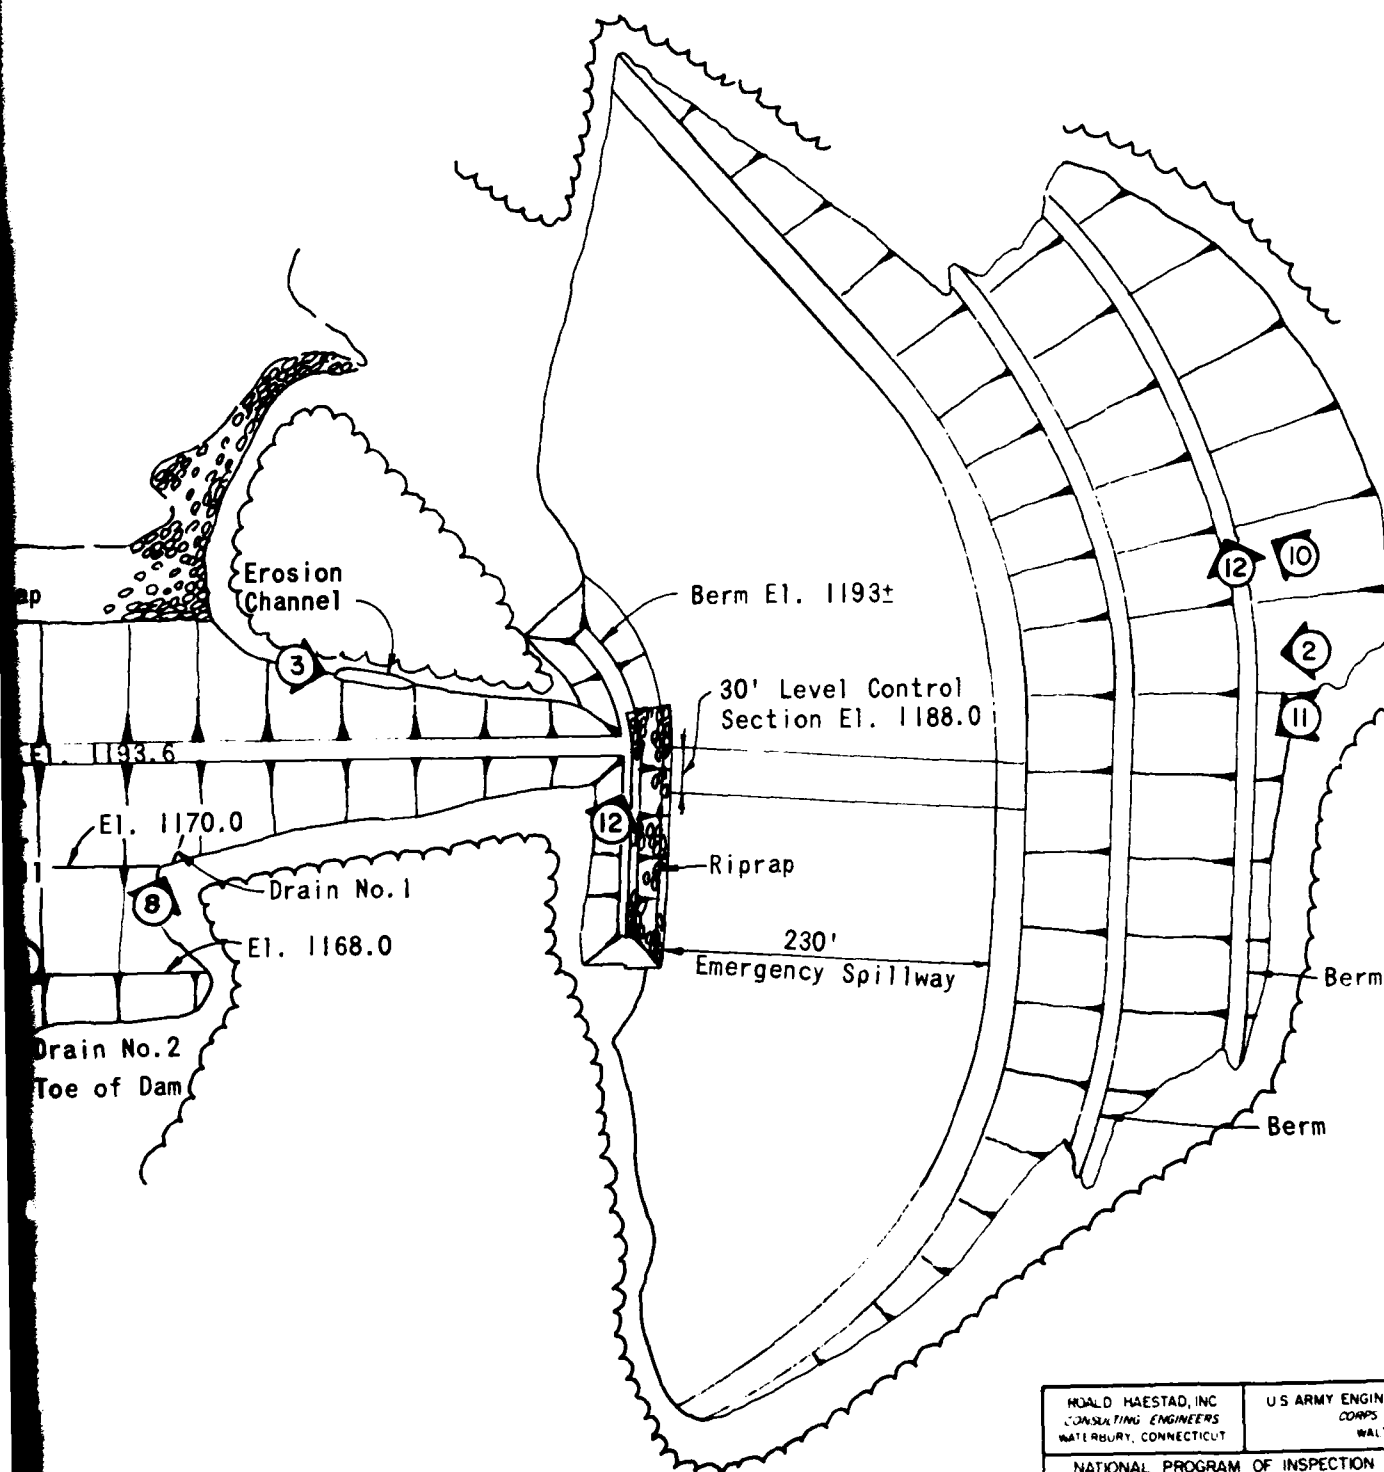 Erosion
Channel
ap
3
Berm El. 1193±
12
10
2
11
30' Level Control
Section El. 1188.0
El. 1193.6
El. 1170.0
12
Riprap
Drain No.1
8
El. 1168.0
230'
Emergency Spillway
Berm
Drain No.2
Toe of Dam
Berm
ROALD HAESTAD, INC
CONSULTING ENGINEERS
WATERBURY, CONNECTICUT
U S ARMY ENGIN
CORPS
WAL
NATIONAL PROGRAM OF INSPECTION